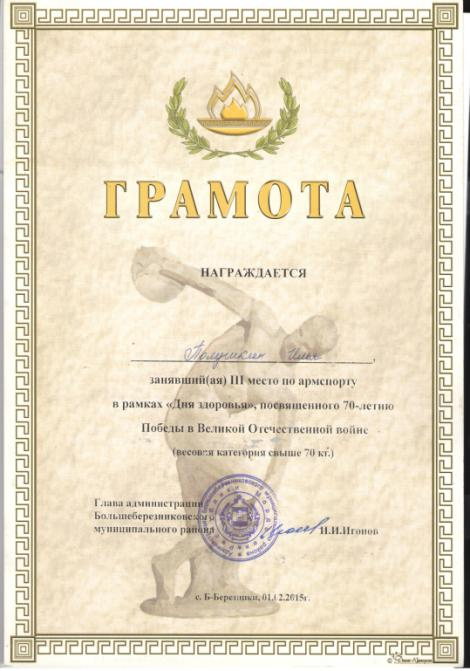 ГРАМОТА
НАГРАЖДАЕТСЯ
Полушкин Илья,
занявший(ая) III место по армспорту
в рамках «Дня здоровья», посвященного 70-летию
Победы в Великой Отечественной войне
(весовая категория свыше 70 кг.)
Глава администрации
Большеберезниковского
муниципального района И.И.Игонов
с. Б-Березники, 01.02.2015г.